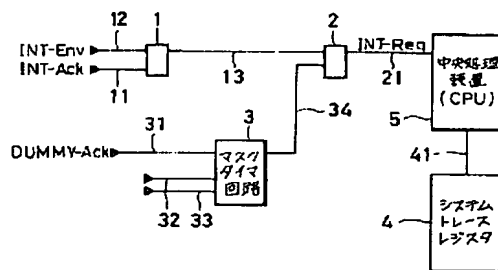 12
1
2
INT-Env
INT-Req
INT-Ack
11
13
21
中央処理
装置
(CPU)
5
34
31
3
DUMMY-Ack
マスク
タイマ
回路
41
32
33
4
システム
トレース
レジスタ